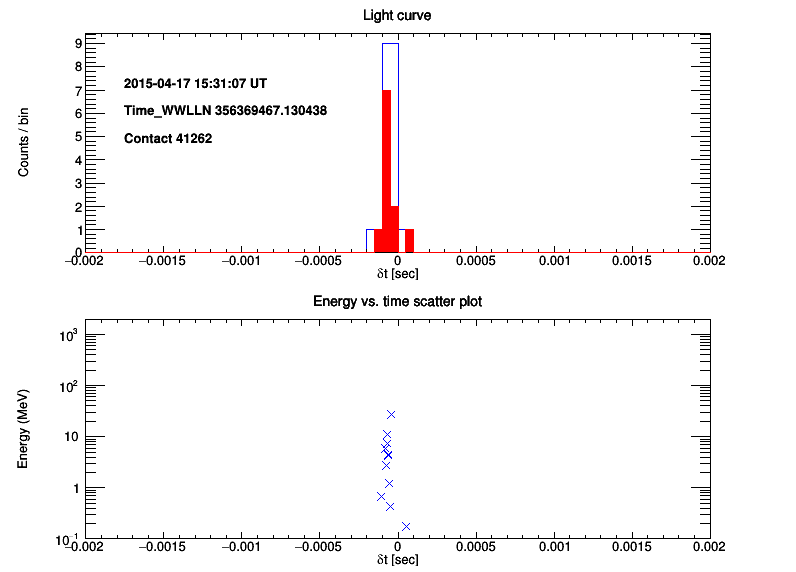 Light curve
Counts / bin
9
8
7
6
5
4
3
2
1
0
2015-04-17 15:31:07 UT
Time_WWLLN 356369467.130438
Contact 41262
−0.002 −0.0015 −0.001 −0.0005 0 0.0005 0.001 0.0015 0.002
δt [sec]
Energy vs. time scatter plot
Energy (MeV)
10³
10²
10
1
10⁻¹
−0.002 −0.0015 −0.001 −0.0005 0 0.0005 0.001 0.0015 0.002
δt [sec]